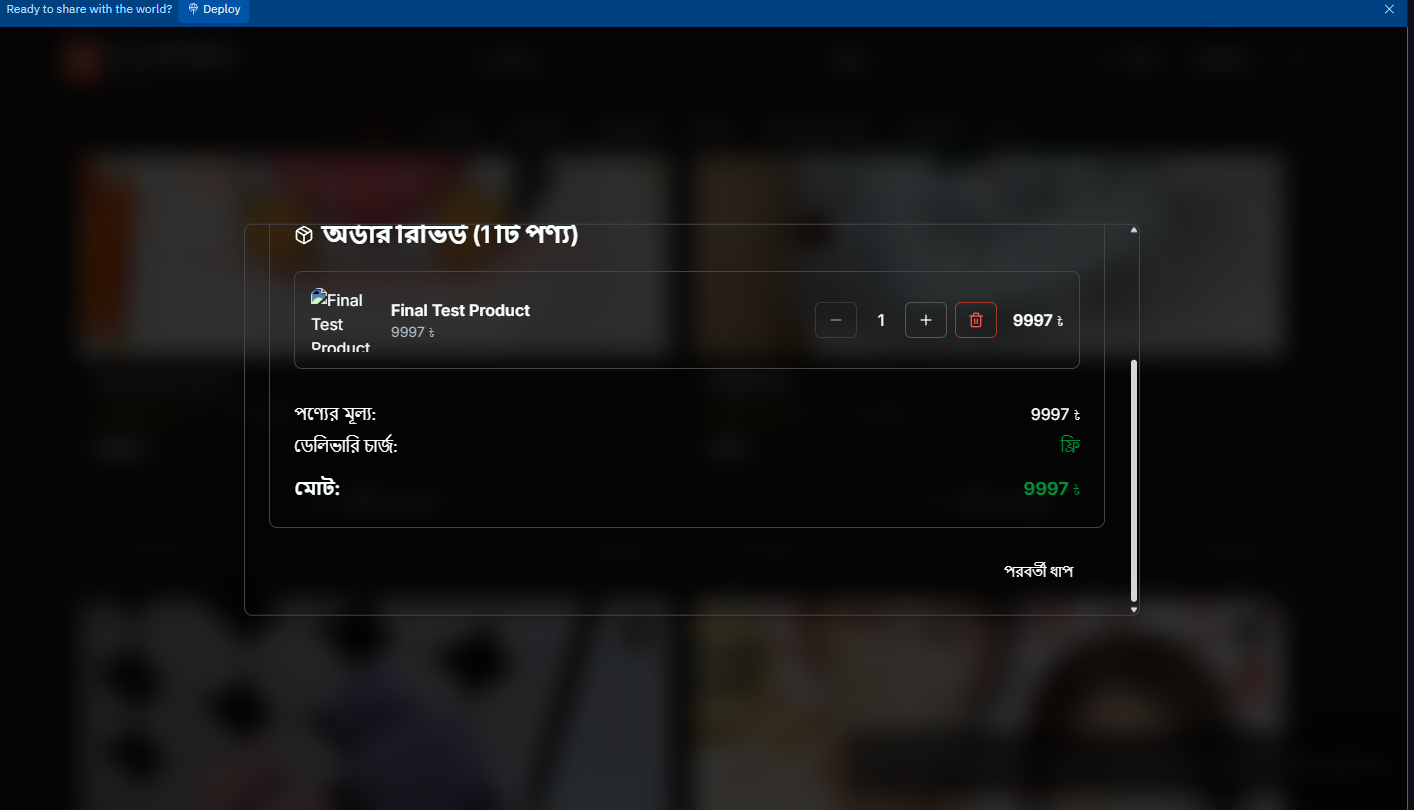 Ready to share with the world?
Deploy
অর্ডার রিভিউ (1টি পণ্য)
Final
Test
Product
Final Test Product
9997 ৳
1
9997 ৳
পণ্যের মূল্য:
9997 ৳
ডেলিভারি চার্জ:
ফ্রি
মোট:
9997 ৳
পরবর্তী ধাপ